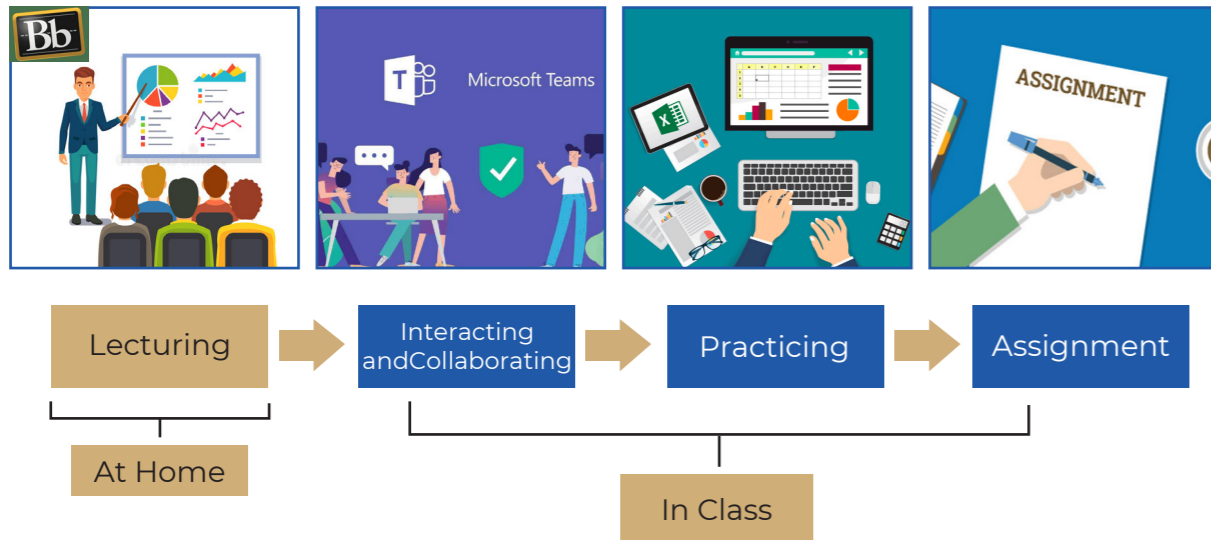 Bb
T
Microsoft Teams
X
ASSIGNMENT
Lecturing
Interacting
andCollaborating
Practicing
Assignment
At Home
In Class